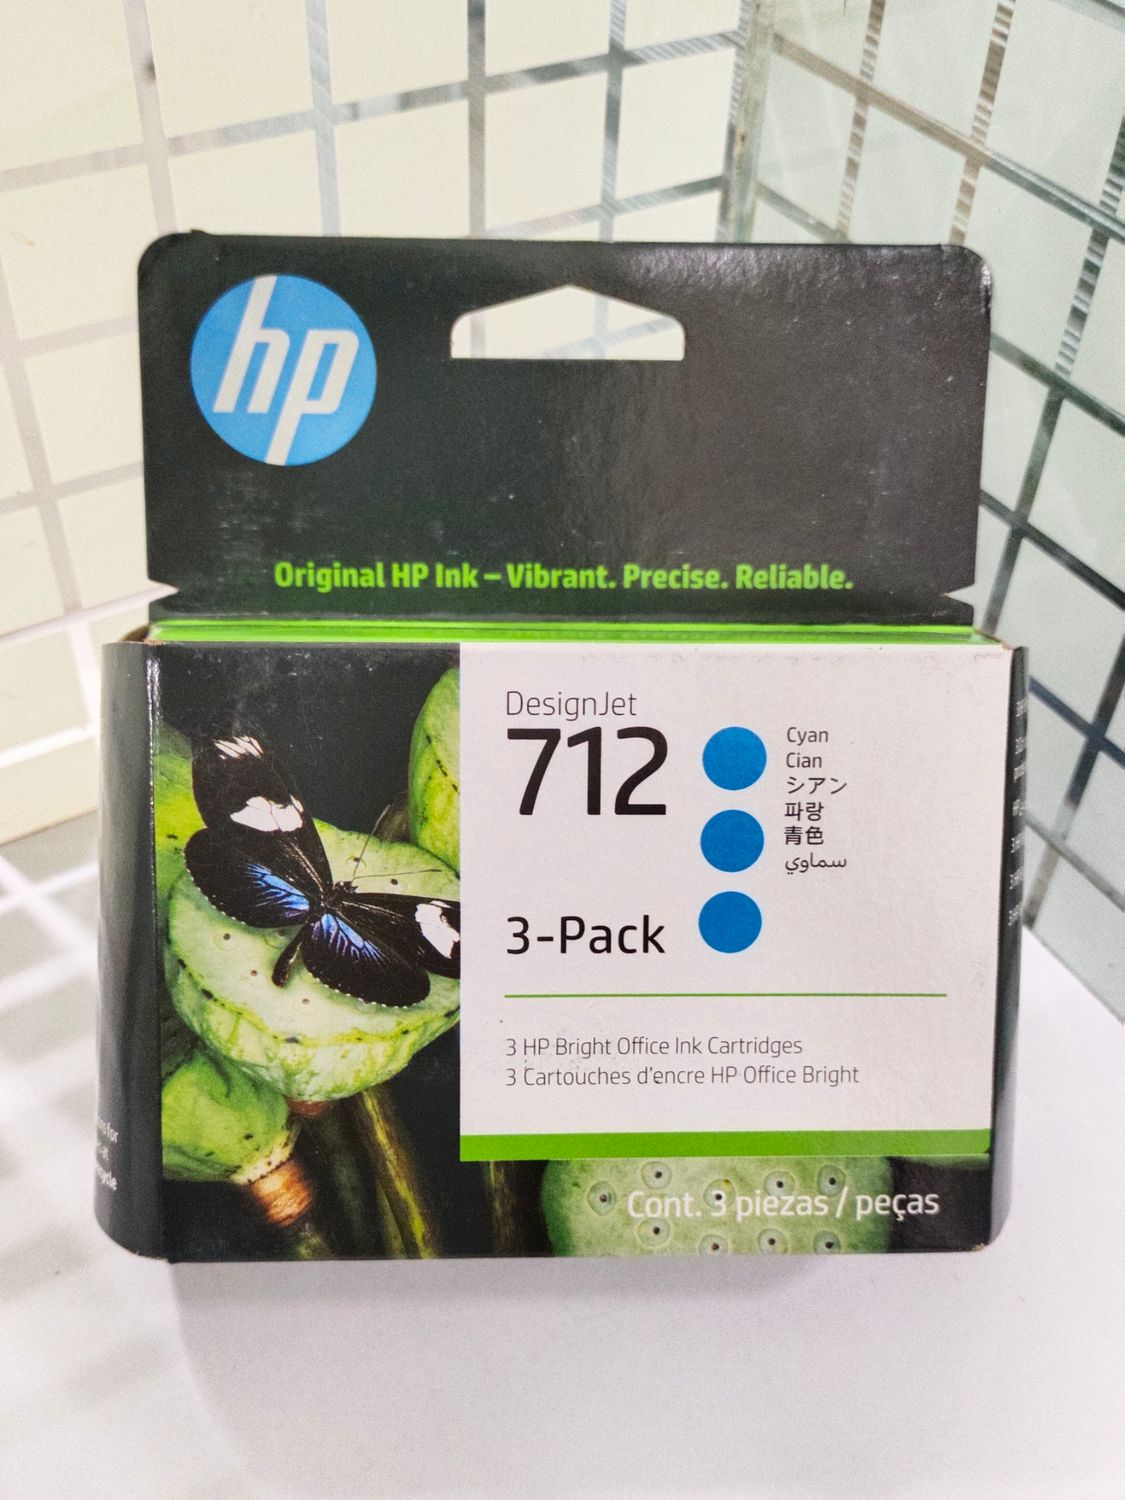 hp
Original HP Ink – Vibrant. Precise. Reliable.
DesignJet
712
Cyan
Cian
シアン
파랑
青色
سماوي
3-Pack
3 HP Bright Office Ink Cartridges
3 Cartouches d'encre HP Office Bright
Cont. 3 piezas / peças